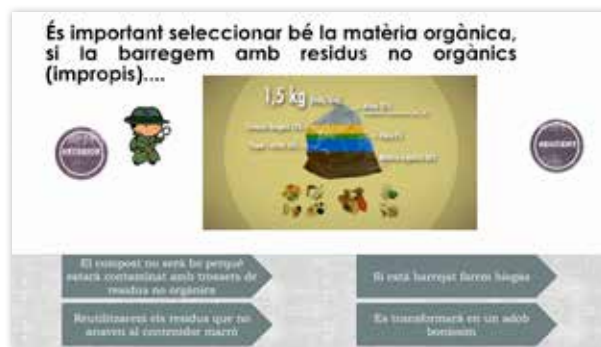 És important seleccionar bé la matèria orgànica,
si la barregem amb residus no orgànics
(impropis)....
1,5 kg
El compost no serà bo perquè
estarà contaminat amb trossets de
residus no orgànics
Si està barrejat farem biogas
Reutilitzarem els residus que no
anaven al contenidor marró
Es transformarà en un adob
boníssim